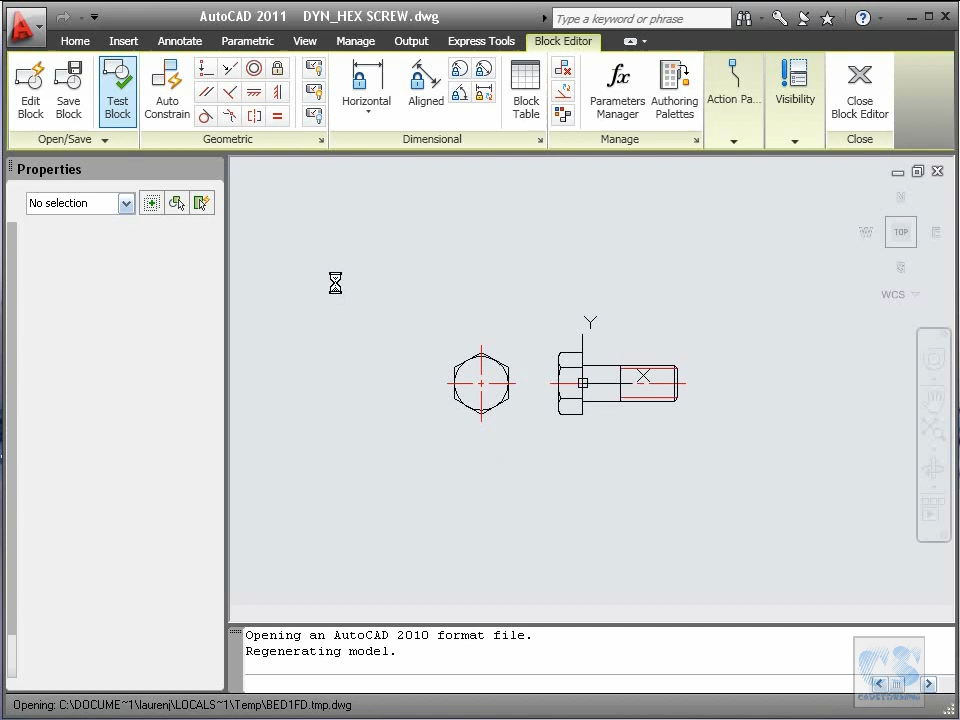 AutoCAD 2011 DYN_HEX SCREW.dwg
Type a keyword or phrase
Home Insert Annotate Parametric View Manage Output Express Tools Block Editor
Edit Block
Save Block
Test Block
Auto Constrain
Horizontal
Aligned
Block Table
fx
Parameters Manager
Authoring Palettes
Action Pa...
Visibility
Close Block Editor
Open/Save
Geometric
Dimensional
Manage
Close
Properties
No selection
N
W
TOP
E
S
WCS
Y
X
Opening an AutoCAD 2010 format file.
Regenerating model.
CS
Opening: C:\DOCUME~1\laurenj\LOCALS~1\Temp\BED1FD.tmp.dwg